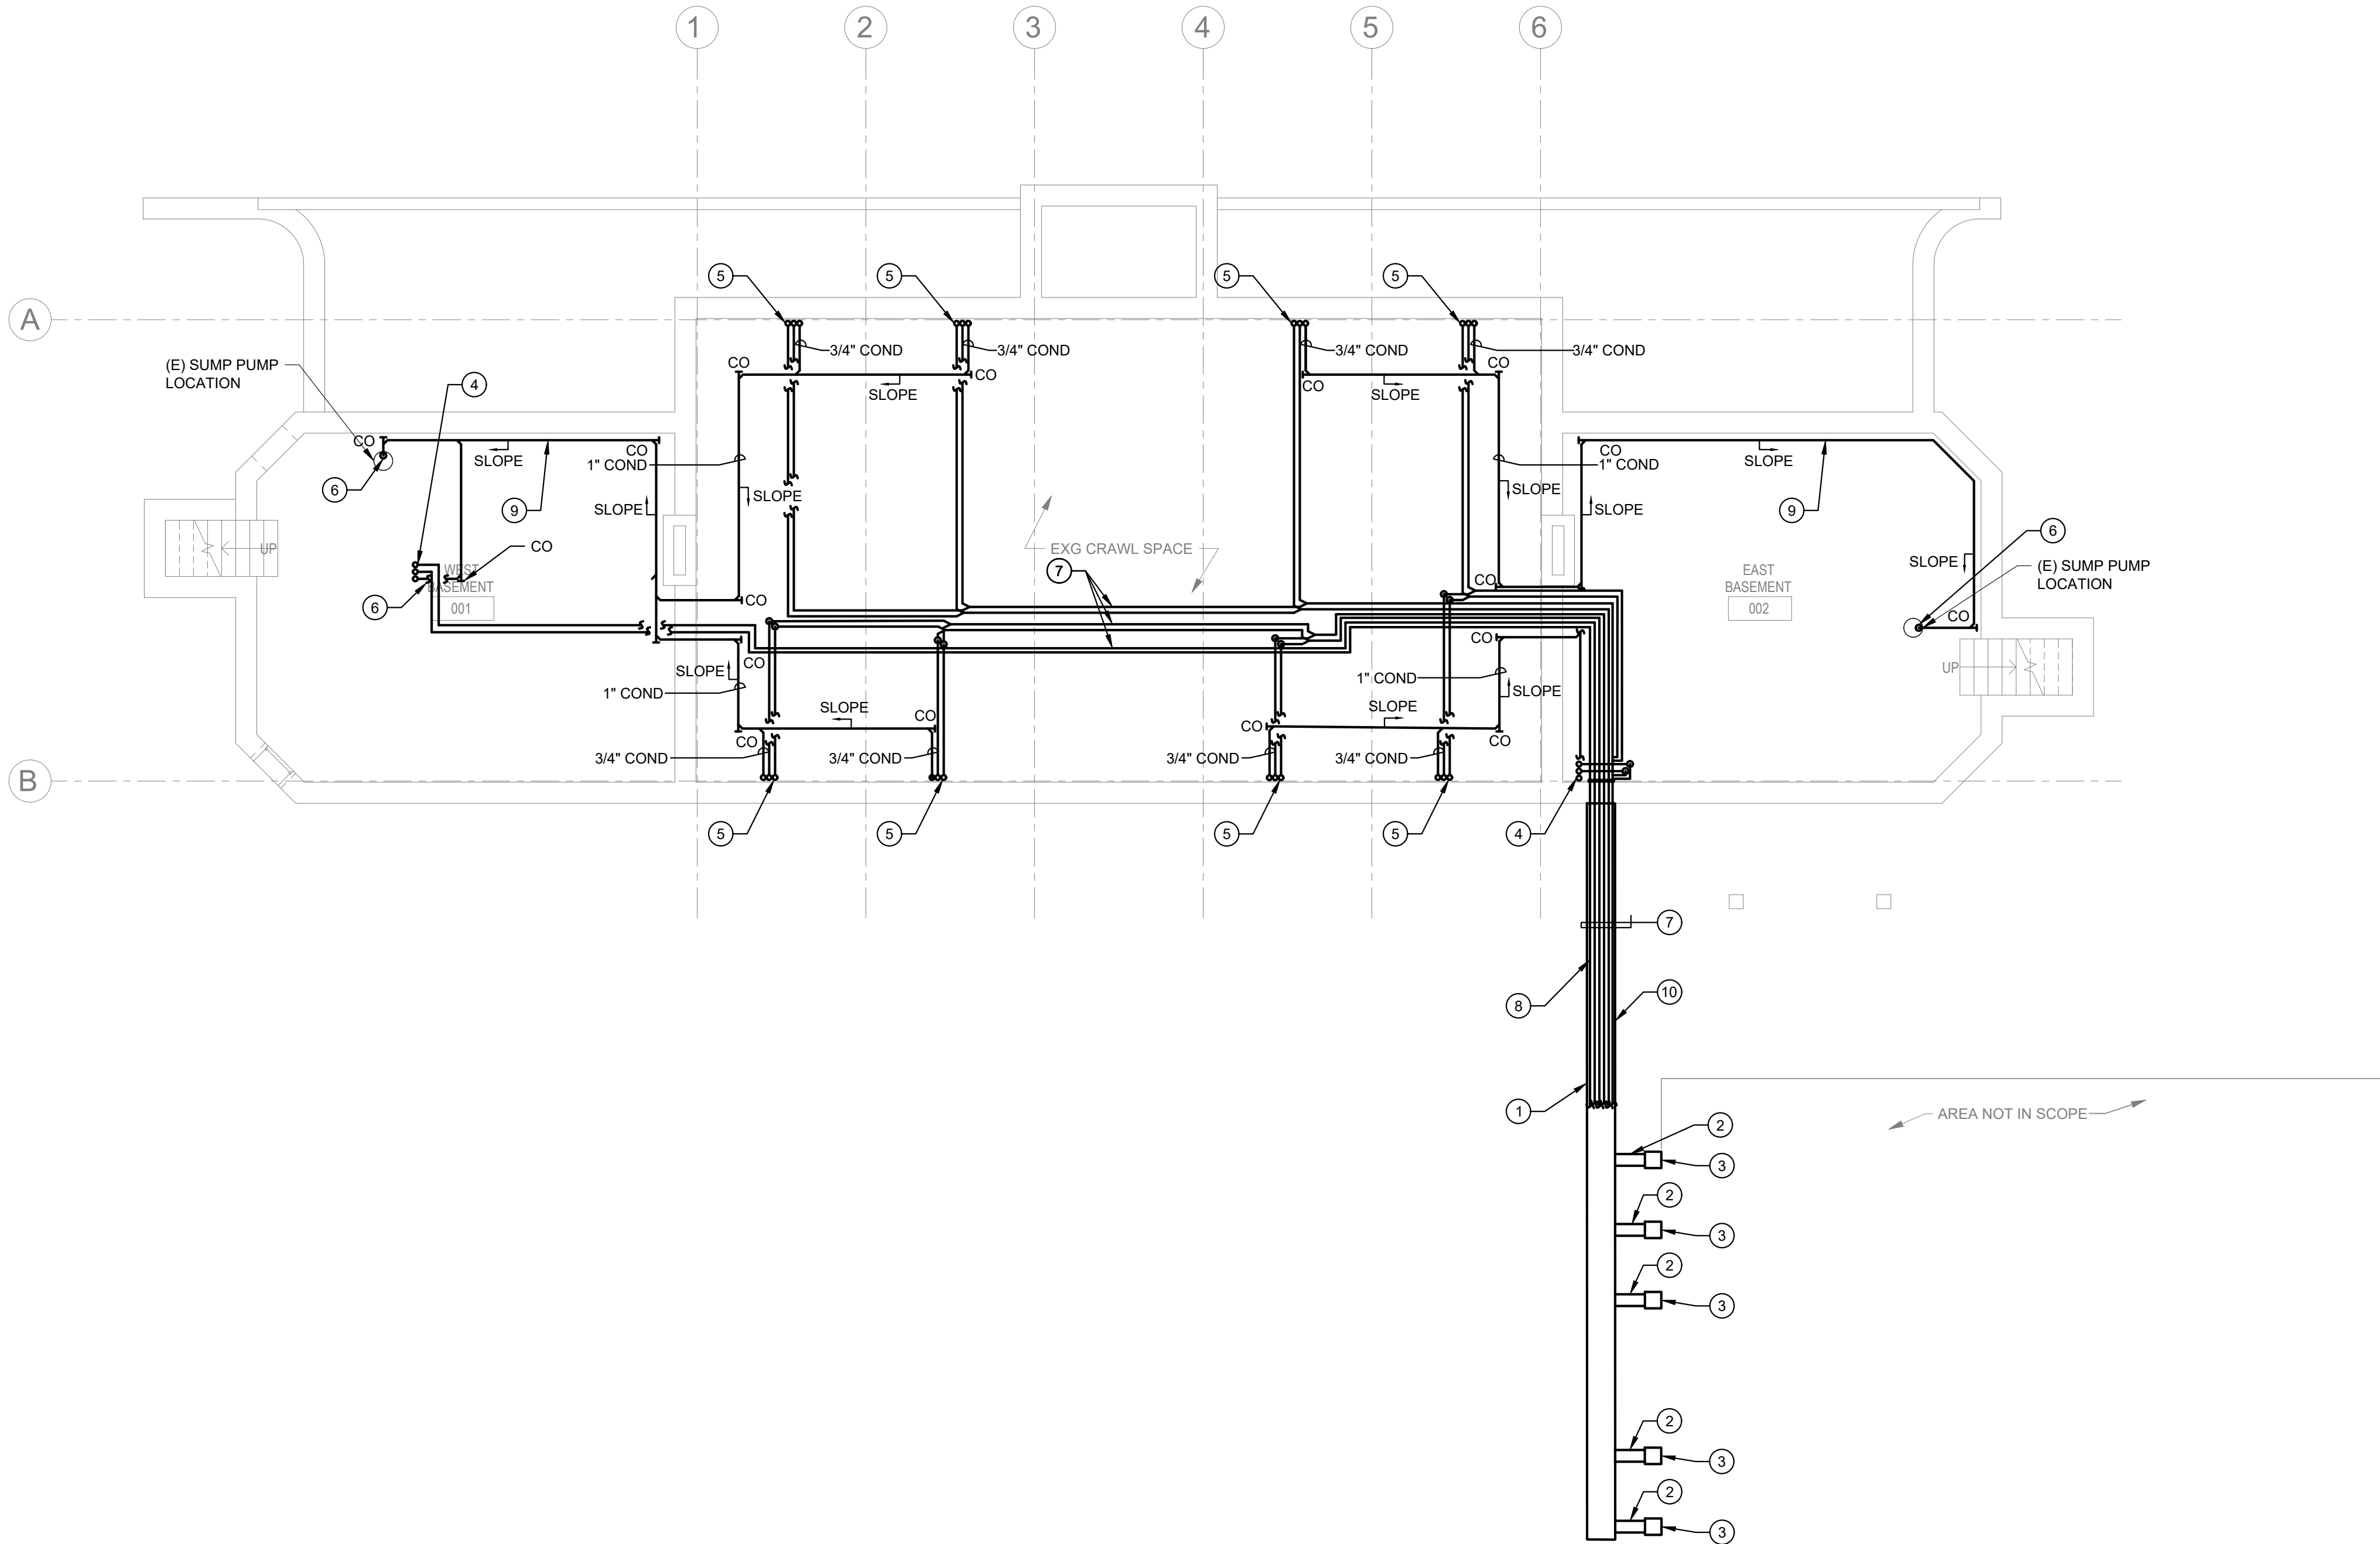 1
2
3
4
5
6
5
5
5
5
A
3/4" COND
3/4" COND
3/4" COND
3/4" COND
(E) SUMP PUMP
LOCATION
CO
CO
CO
CO
4
SLOPE
SLOPE
CO
CO
CO
SLOPE
1" COND
1" COND
SLOPE
6
SLOPE
SLOPE
9
SLOPE
SLOPE
9
6
UP
CO
EXG CRAWL SPACE
SLOPE
(E) SUMP PUMP
LOCATION
WEST
BASEMENT
001
7
EAST
BASEMENT
002
CO
6
CO
CO
CO
CO
SLOPE
UP
1" COND
1" COND
SLOPE
SLOPE
SLOPE
CO
CO
CO
CO
3/4" COND
3/4" COND
3/4" COND
3/4" COND
B
5
5
5
5
4
7
8
10
1
AREA NOT IN SCOPE
2
3
2
3
2
3
2
3
2
3